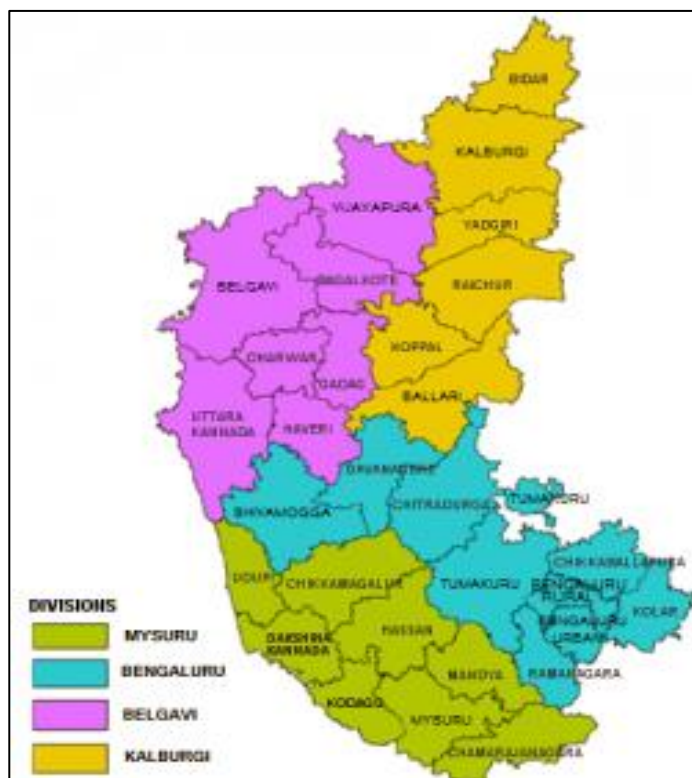 BIDAR
KALBURGI
YADGIRI
RAICHUR
VIJAYAPURA
BAGALKOTE
BELGAVI
KOPPAL
DHARWAR
GADAG
BALLARI
UTTARA
KANNADA
HAVERI
DAVANAGERE
SHIVAMOGGA
CHITRADURGA
TUMAKURU
CHIKKABALLAPURA
UDUPI
CHIKKAMAGALUR
TUMAKURU
BENGALURU
RURAL
KOLAR
BENGALURU
URBAN
DAKSHINA
KANNADA
HASSAN
MANDYA
RAMANAGARA
KODAGU
MYSURU
CHAMARAJANAGARA
DIVISIONS
MYSURU
BENGALURU
BELGAVI
KALBURGI